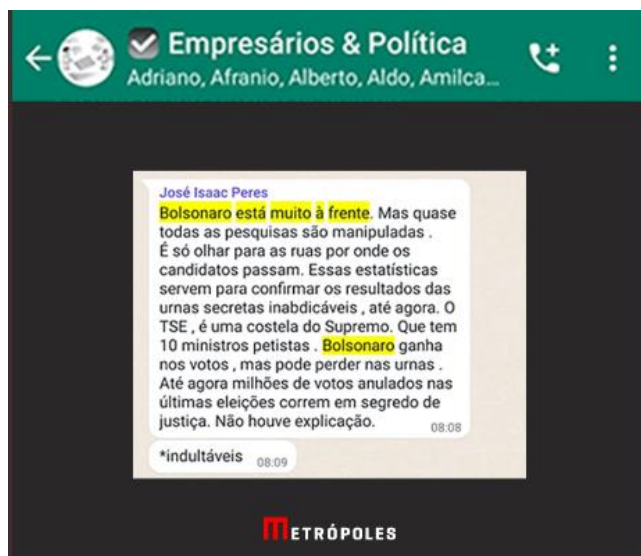 Empresários & Política
Adriano, Afranio, Alberto, Aldo, Amilca...
José Isaac Peres
Bolsonaro está muito à frente. Mas quase
todas as pesquisas são manipuladas .
É só olhar para as ruas por onde os
candidatos passam. Essas estatísticas
servem para confirmar os resultados das
urnas secretas inabdicáveis , até agora. O
TSE , é uma costela do Supremo. Que tem
10 ministros petistas . Bolsonaro ganha
nos votos , mas pode perder nas urnas .
Até agora milhões de votos anulados nas
últimas eleições correm em segredo de
justiça. Não houve explicação. 08:08
*indultáveis 08:09
METRÓPOLES